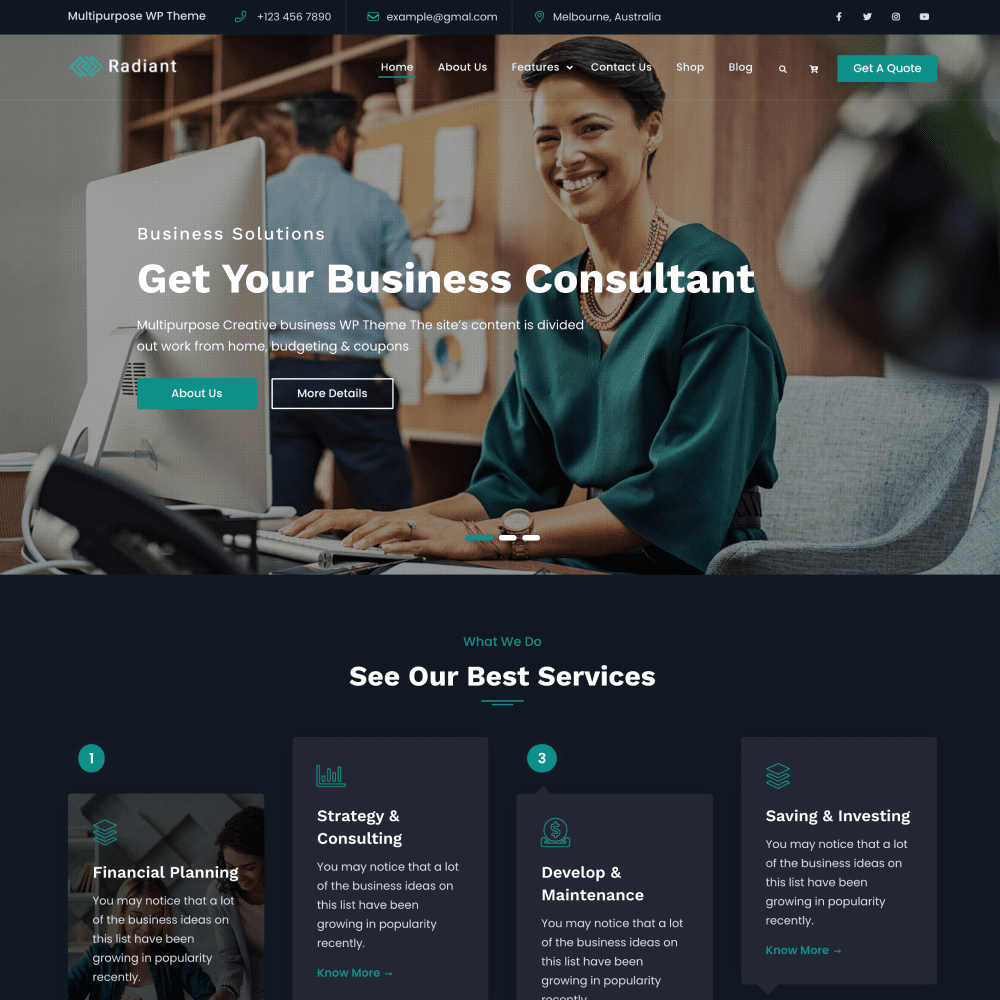 Multipurpose WP Theme
+123 456 7890
example@gmal.com
Melbourne, Australia
Radiant
Home
About Us
Features
Contact Us
Shop
Blog
Get A Quote
Business Solutions
Get Your Business Consultant
Multipurpose Creative business WP Theme The site's content is divided
out work from home, budgeting & coupons
About Us
More Details
What We Do
See Our Best Services
1
Financial Planning
You may notice that a lot
of the business ideas on
this list have been
growing in popularity
recently.
Strategy &
Consulting
You may notice that a lot
of the business ideas on
this list have been
growing in popularity
recently.
Know More →
3
Develop &
Maintenance
You may notice that a lot
of the business ideas on
this list have been
growing in popularity
recently.
Saving & Investing
You may notice that a lot
of the business ideas on
this list have been
growing in popularity
recently.
Know More →